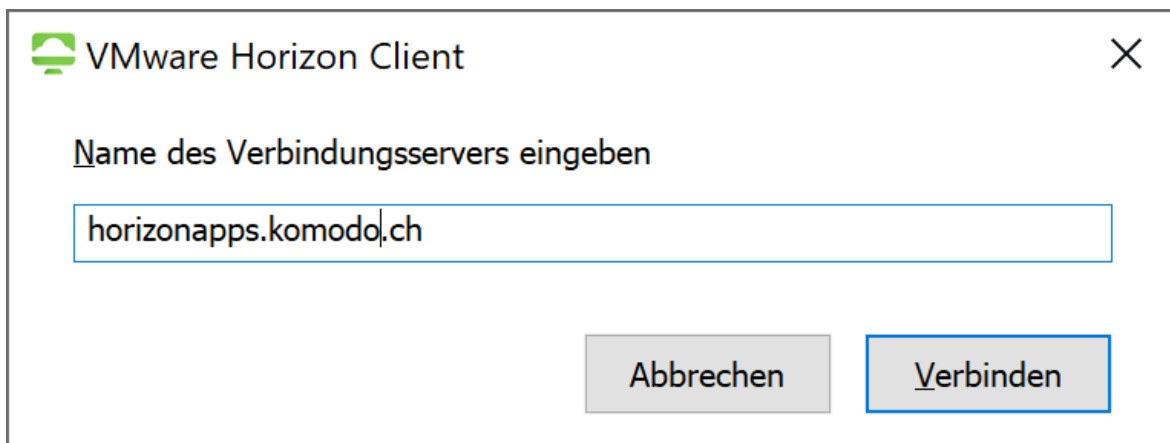 VMware Horizon Client
Name des Verbindungsservers eingeben
horizonapps.komodo.ch
Abbrechen
Verbinden